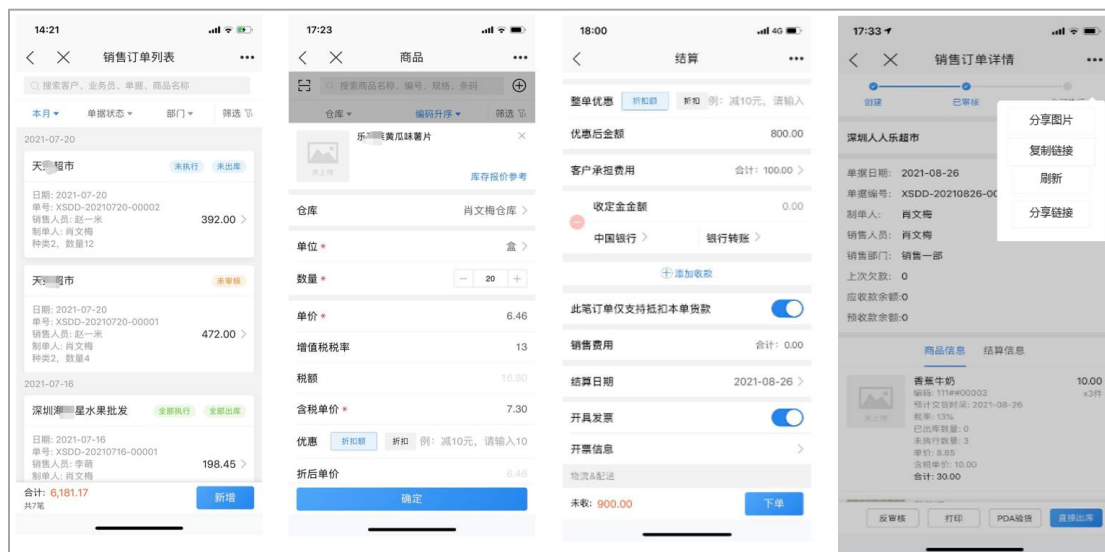 14:21
销售订单列表
搜索客户、业务员、单据、商品名称
本月 单据状态 部门 筛选
2021-07-20
天 超市 未执行 未出库
日期: 2021-07-20
单号: XSDD-20210720-00002
销售人员: 赵一米
制单人: 肖文梅
种类2, 数量12
392.00
天 超市 未审核
日期: 2021-07-20
单号: XSDD-20210720-00001
销售人员: 赵一米
制单人: 肖文梅
种类2, 数量4
472.00
2021-07-16
深圳 星水果批发 全部执行 全部出库
日期: 2021-07-16
单号: XSDD-20210716-00001
销售人员: 李萌
制单人: 肖文梅
198.45
合计: 6,181.17
共7笔
新增
17:23
商品
搜索商品名称、编号、规格、条码
仓库 编码升序 筛选
乐 黄瓜味薯片
未上传
库存报价参考
仓库 肖文梅仓库
单位 * 盒
数量 * 20
单价 * 6.46
增值税税率 13
税额 16.80
含税单价 * 7.30
优惠 折扣额 折扣 例: 减10元, 请输入10
折后单价 6.46
确定
18:00 4G
结算
整单优惠 折扣额 折扣 例: 减10元, 请输入
优惠后金额 800.00
客户承担费用 合计: 100.00
收定金金额 0.00
中国银行 银行转账
添加收款
此笔订单仅支持抵扣本单货款
销售费用 合计: 0.00
结算日期 2021-08-26
开具发票
开票信息
物流&配送
未收: 900.00
下单
17:33
销售订单详情
创建 已审核
分享图片
复制链接
刷新
分享链接
深圳人人乐超市
单据日期: 2021-08-26
单据编号: XSDD-20210826-00
制单人: 肖文梅
销售人员: 肖文梅
销售部门: 销售一部
上次欠款: 0
应收款余额:0
预收款余额:0
商品信息 结算信息
香蕉牛奶 10.00
编码: 111##00003 x3件
预计交货时间: 2021-08-26
未上传
税率: 13%
已出库数量: 0
未执行数量: 3
单价: 8.85
含税单价: 10.00
合计: 30.00
反审核 打印 PDA验货 直接出库